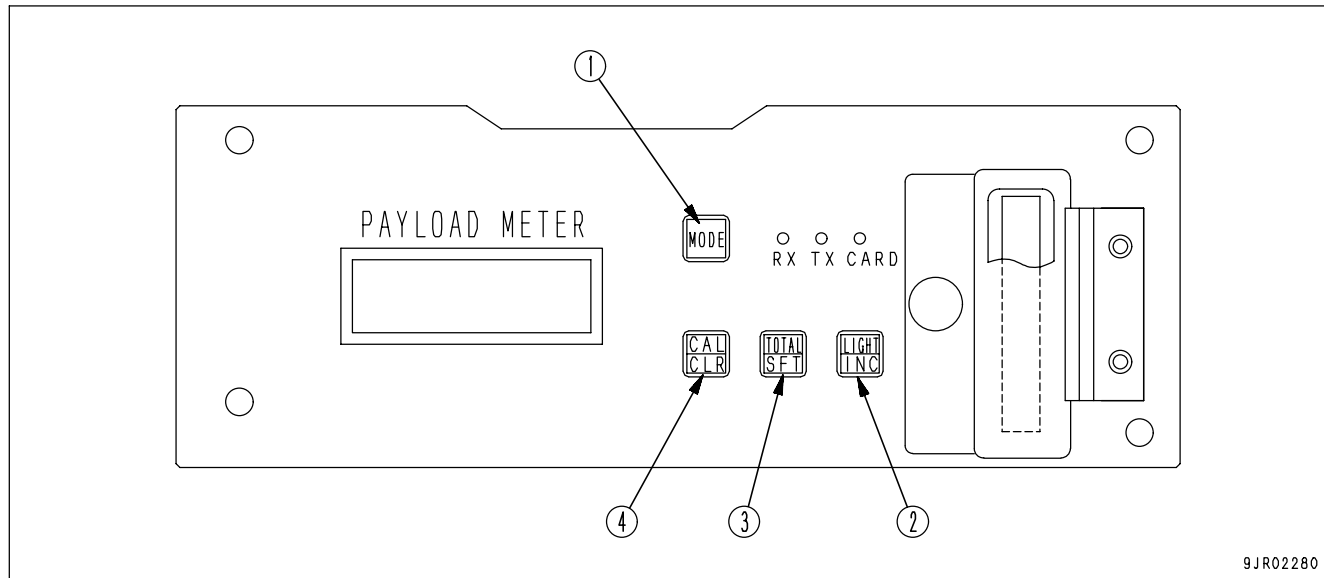 ①
PAYLOAD METER
MODE
RX TX CARD
CAL
CLR
TOTAL
SFT
LIGHT
INC
④
③
②
9JR02280